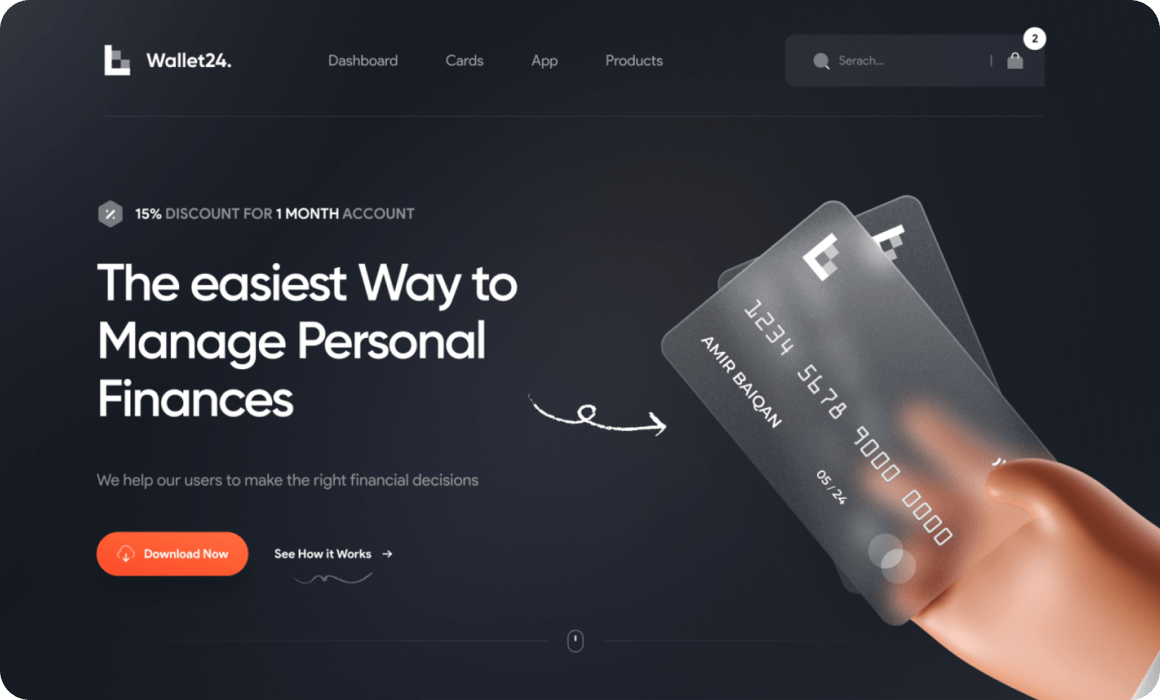 Wallet24.
Dashboard
Cards
App
Products
Serach...
2
15% DISCOUNT FOR 1 MONTH ACCOUNT
The easiest Way to
Manage Personal
Finances
We help our users to make the right financial decisions
Download Now
See How it Works
1234 5678 9000 0000
AMIR BAIQAN
05 / 24